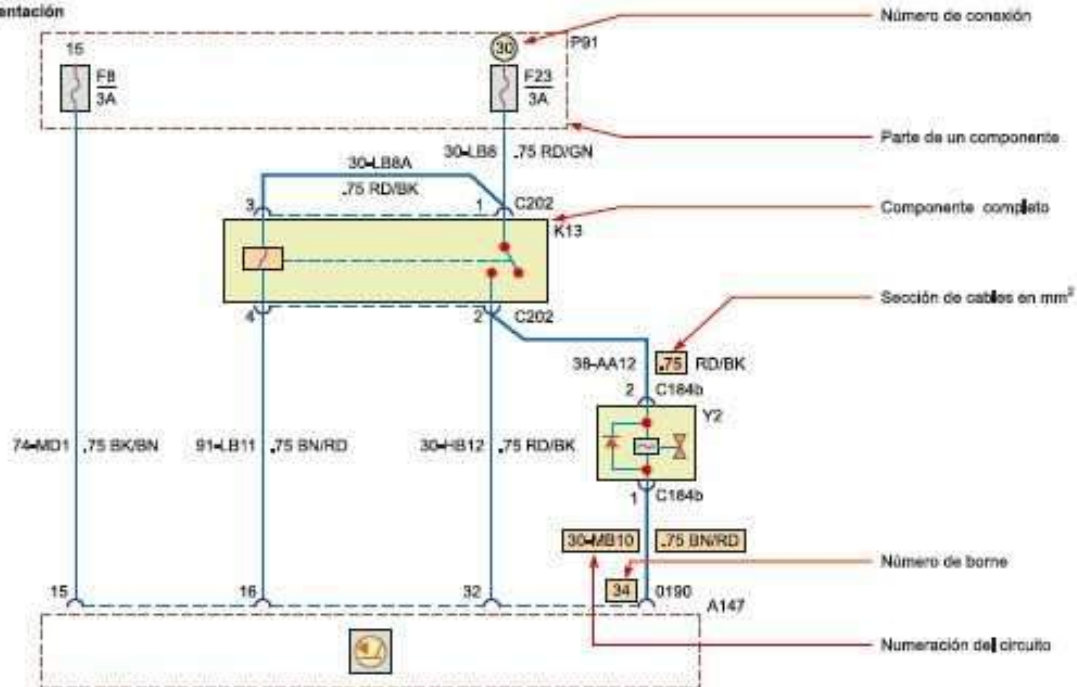 entación
Número de conexión
15
30
P91
F8
3A
F23
3A
Parte de un componente
30-LB8 .75 RD/GN
30-LB8A
.75 RD/BK
3
1
C202
Componente completo
K13
Sección de cables en mm²
4
2
C202
38-AA12 .75 RD/BK
2 C184b
Y2
74-MD1 .75 BK/BN
91-LB11 .75 BN/RD
30-HB12 .75 RD/BK
1 C184b
30-MB10 .75 BN/RD
Número de borne
15
16
32
34
0190
A147
Numeración del circuito